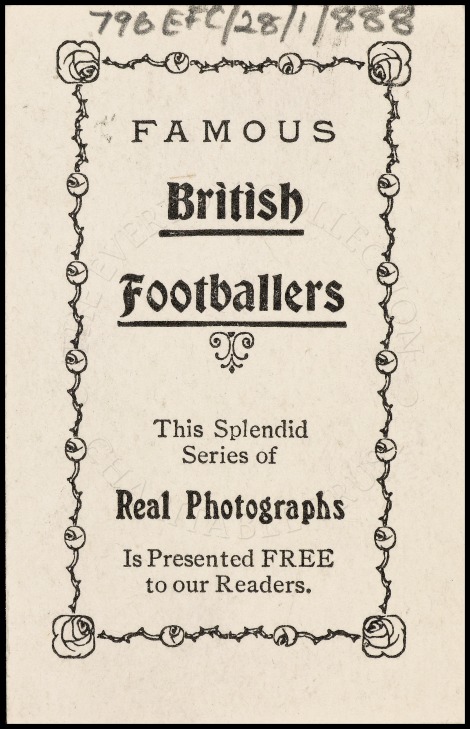 796 EFC/28/1/888
FAMOUS
British
Footballers
This Splendid
Series of
Real Photographs
Is Presented FREE
to our Readers.